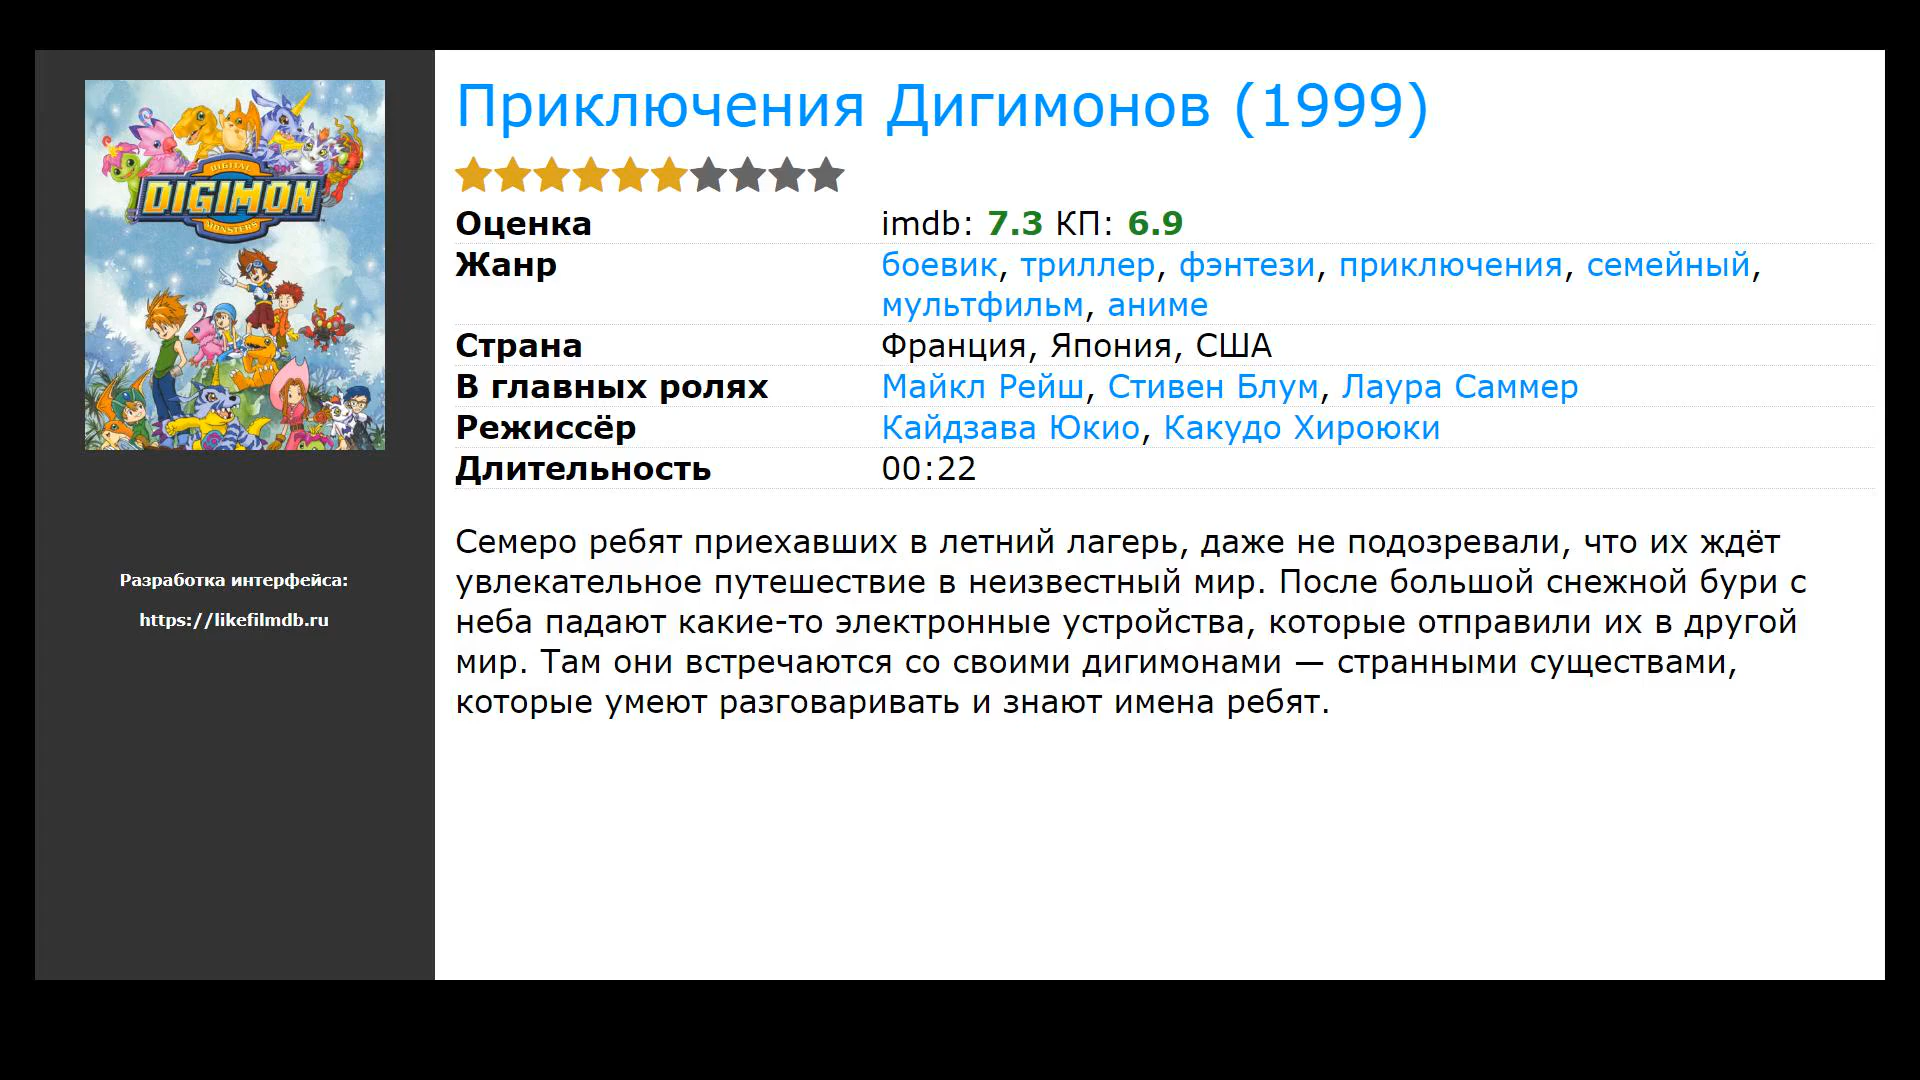 DIGITAL
DIGIMON
MONSTERS
Разработка интерфейса:
https://likefilmdb.ru
Приключения Дигимонов (1999)
Оценка imdb: 7.3 КП: 6.9
Жанр боевик, триллер, фэнтези, приключения, семейный,
мультфильм, аниме
Страна Франция, Япония, США
В главных ролях Майкл Рейш, Стивен Блум, Лаура Саммер
Режиссёр Кайдзава Юкио, Какудо Хироюки
Длительность 00:22
Семеро ребят приехавших в летний лагерь, даже не подозревали, что их ждёт
увлекательное путешествие в неизвестный мир. После большой снежной бури с
неба падают какие-то электронные устройства, которые отправили их в другой
мир. Там они встречаются со своими дигимонами — странными существами,
которые умеют разговаривать и знают имена ребят.